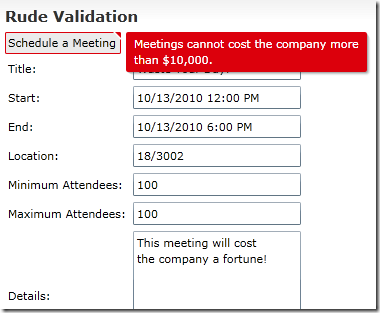 Rude Validation
Schedule a Meeting
Meetings cannot cost the company more
than $10,000.
Title:
Start:
10/13/2010 12:00 PM
End:
10/13/2010 6:00 PM
Location:
18/3002
Minimum Attendees:
100
Maximum Attendees:
100
This meeting will cost
the company a fortune!
Details: